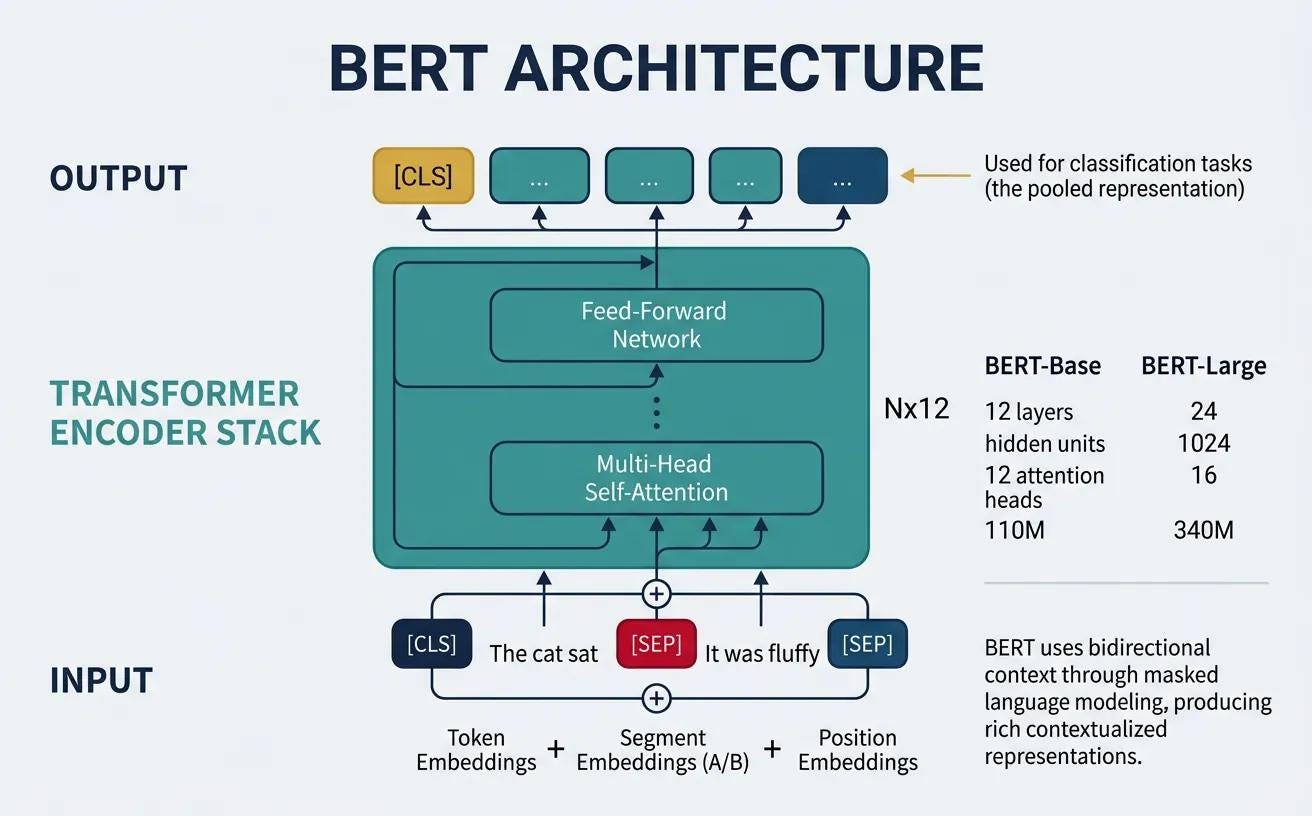 BERT ARCHITECTURE
OUTPUT
[CLS]
...
...
...
...
Used for classification tasks
(the pooled representation)
TRANSFORMER
ENCODER STACK
Feed-Forward
Network
Multi-Head
Self-Attention
Nx12
BERT-Base BERT-Large
12 layers 24
hidden units 1024
12 attention 16
heads
110M 340M
INPUT
+
[CLS] The cat sat [SEP] It was fluffy [SEP]
+
Token + Segment + Position
Embeddings Embeddings (A/B) Embeddings
BERT uses bidirectional
context through masked
language modeling, producing
rich contextualized
representations.